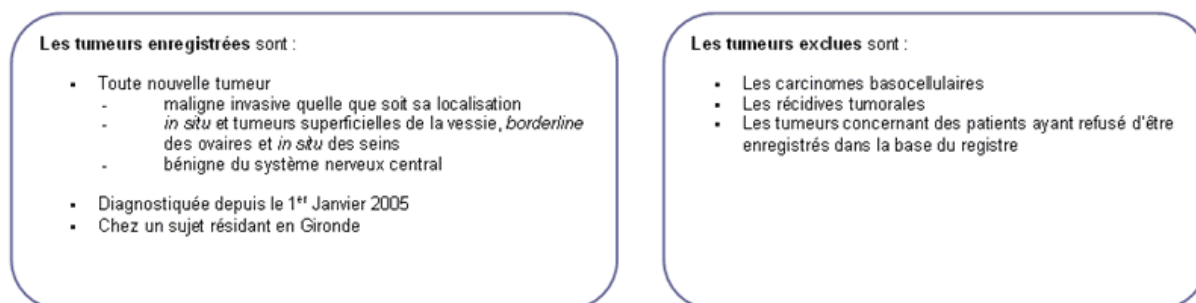 Les tumeurs enregistrées sont :
▪ Toute nouvelle tumeur
- maligne invasive quelle que soit sa localisation
- in situ et tumeurs superficielles de la vessie, borderline
des ovaires et in situ des seins
- bénigne du système nerveux central
▪ Diagnostiquée depuis le 1er Janvier 2005
▪ Chez un sujet résidant en Gironde
Les tumeurs exclues sont :
▪ Les carcinomes basocellulaires
▪ Les récidives tumorales
▪ Les tumeurs concernant des patients ayant refusé d'être
enregistrés dans la base du registre